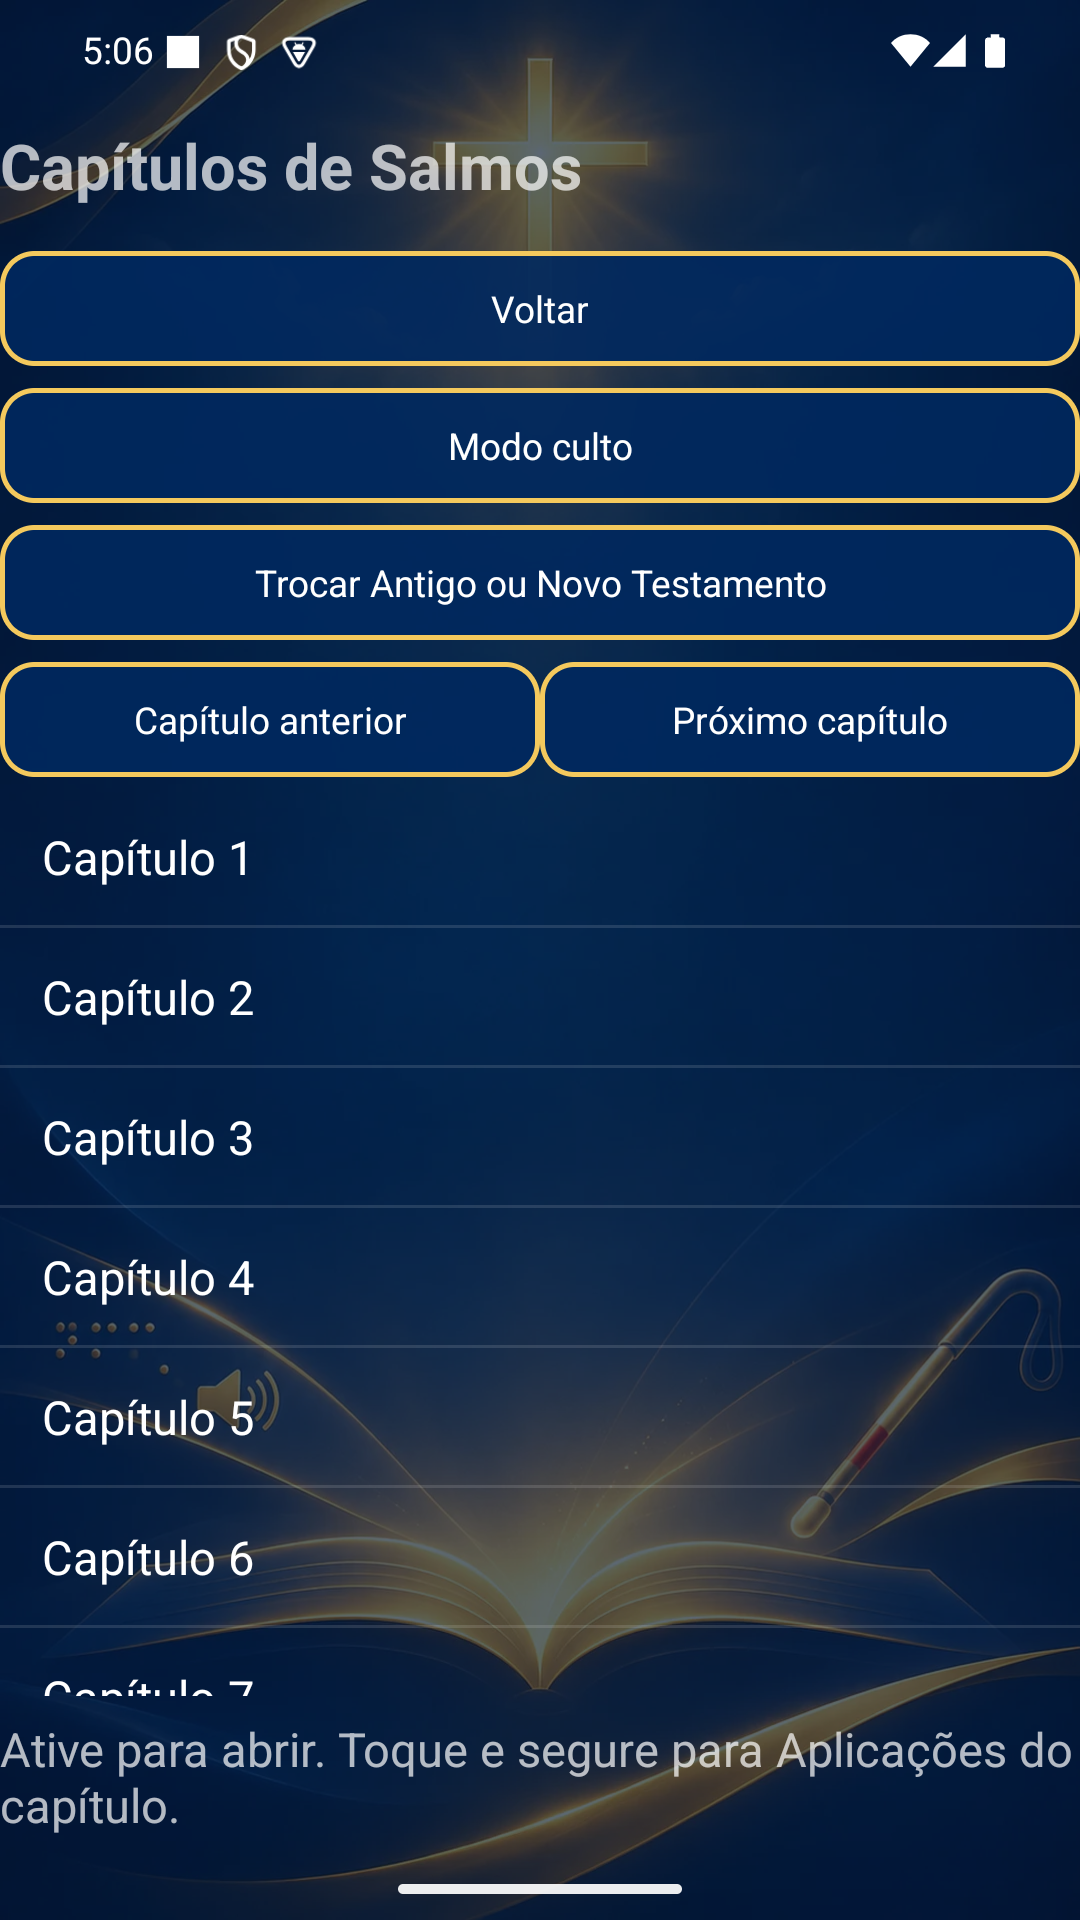 5:06
Capítulos de Salmos
Voltar
Modo culto
Trocar Antigo ou Novo Testamento
Capítulo anterior
Próximo capítulo
Capítulo 1
Capítulo 2
Capítulo 3
Capítulo 4
Capítulo 5
Capítulo 6
Capítulo 7
Ative para abrir. Toque e segure para Aplicações do
capítulo.